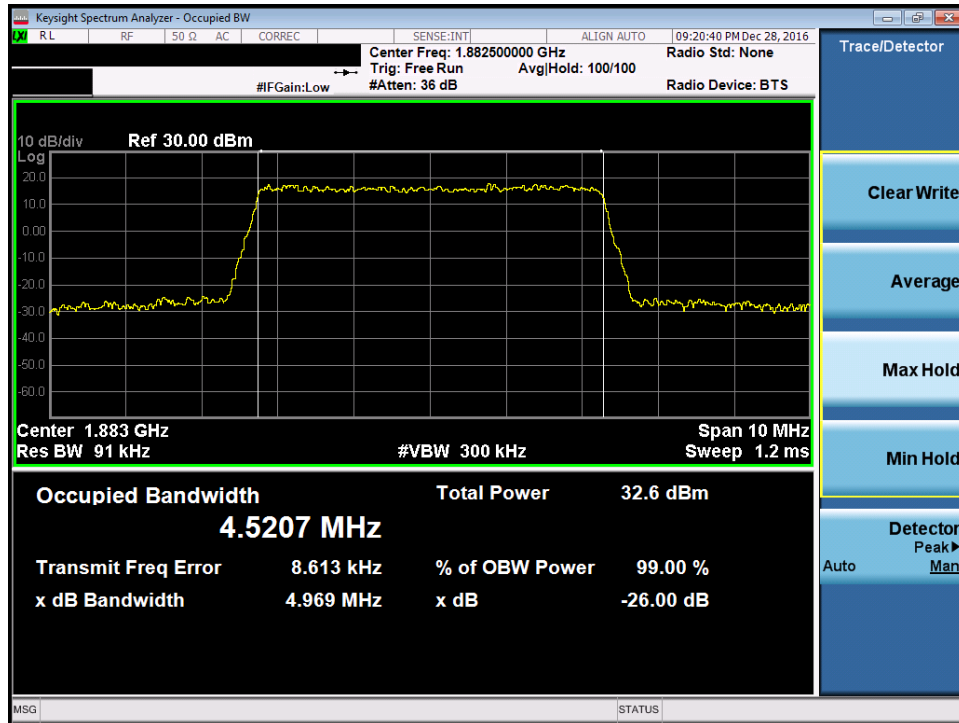 Keysight Spectrum Analyzer - Occupied BW
LXI RL RF 50 Ω AC CORREC SENSE:INT ALIGN AUTO 09:20:40 PM Dec 28, 2016
Center Freq: 1.882500000 GHz Radio Std: None
Trig: Free Run Avg|Hold: 100/100
#IFGain:Low #Atten: 36 dB Radio Device: BTS
10 dB/div Ref 30.00 dBm
Log
20.0
10.0
0.00
-10.0
-20.0
-30.0
-40.0
-50.0
-60.0
Center 1.883 GHz Span 10 MHz
Res BW 91 kHz #VBW 300 kHz Sweep 1.2 ms
Occupied Bandwidth Total Power 32.6 dBm
4.5207 MHz
Transmit Freq Error 8.613 kHz % of OBW Power 99.00 %
x dB Bandwidth 4.969 MHz x dB -26.00 dB
MSG STATUS
Trace/Detector
Clear Write
Average
Max Hold
Min Hold
Detector
Peak▶
Auto Man